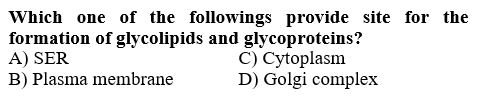 Which one of the followings provide site for the
formation of glycolipids and glycoproteins?
A) SER C) Cytoplasm
B) Plasma membrane D) Golgi complex